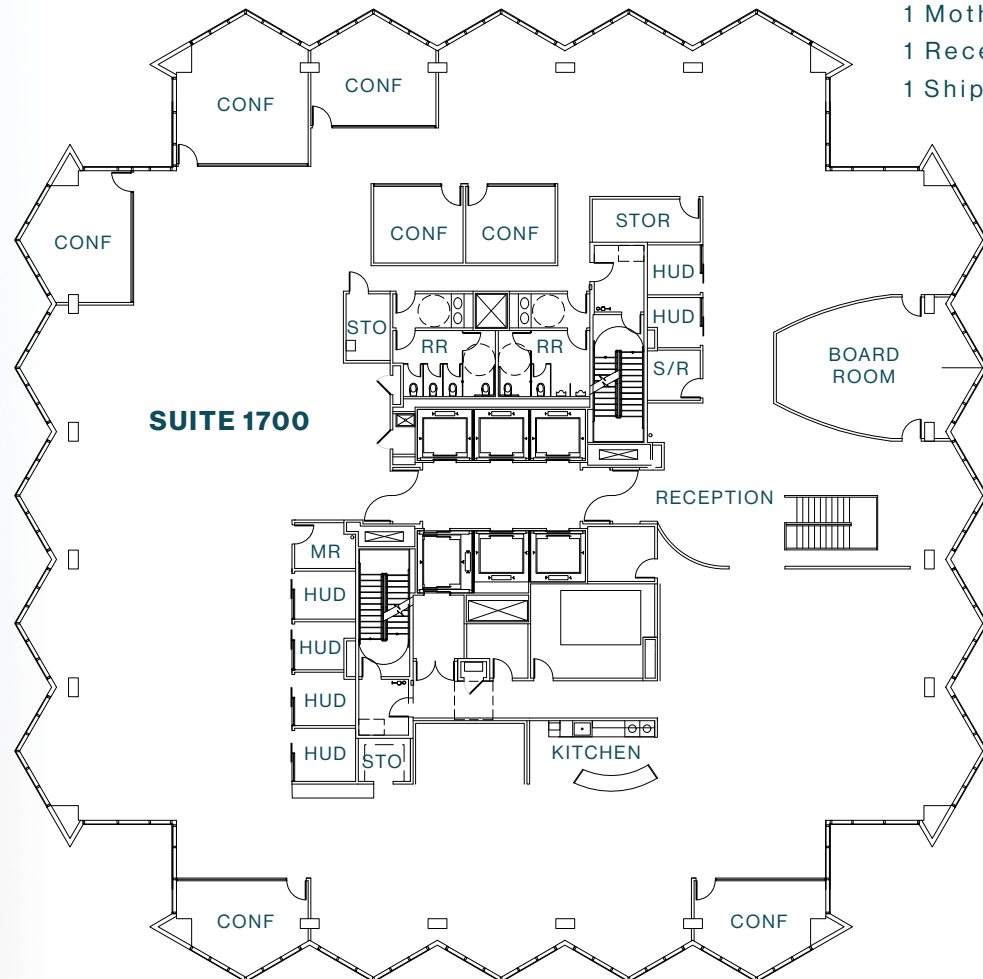 1 Moth
1 Rece
1 Ship
CONF
CONF
CONF
CONF
CONF
STOR
HUD
HUD
STO
RR
RR
S/R
BOARD
ROOM
SUITE 1700
RECEPTION
MR
HUD
HUD
HUD
HUD
STO
KITCHEN
CONF
CONF